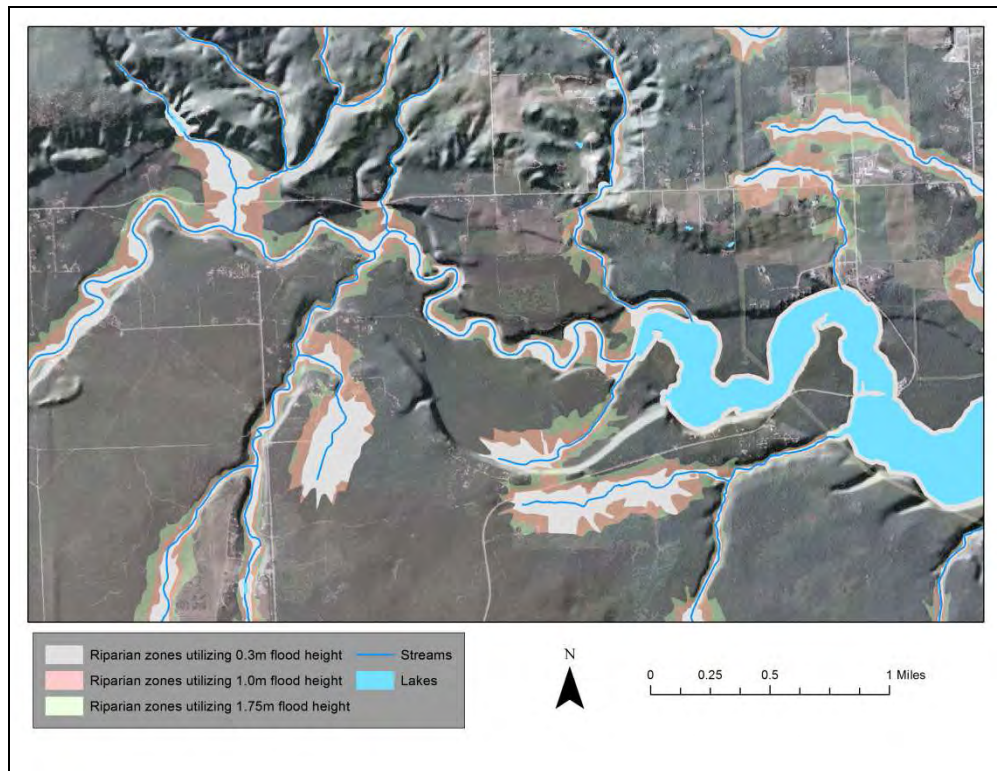 Riparian zones utilizing 0.3m flood height
Streams
Riparian zones utilizing 1.0m flood height
Lakes
Riparian zones utilizing 1.75m flood height
N
0 0.25 0.5 1 Miles